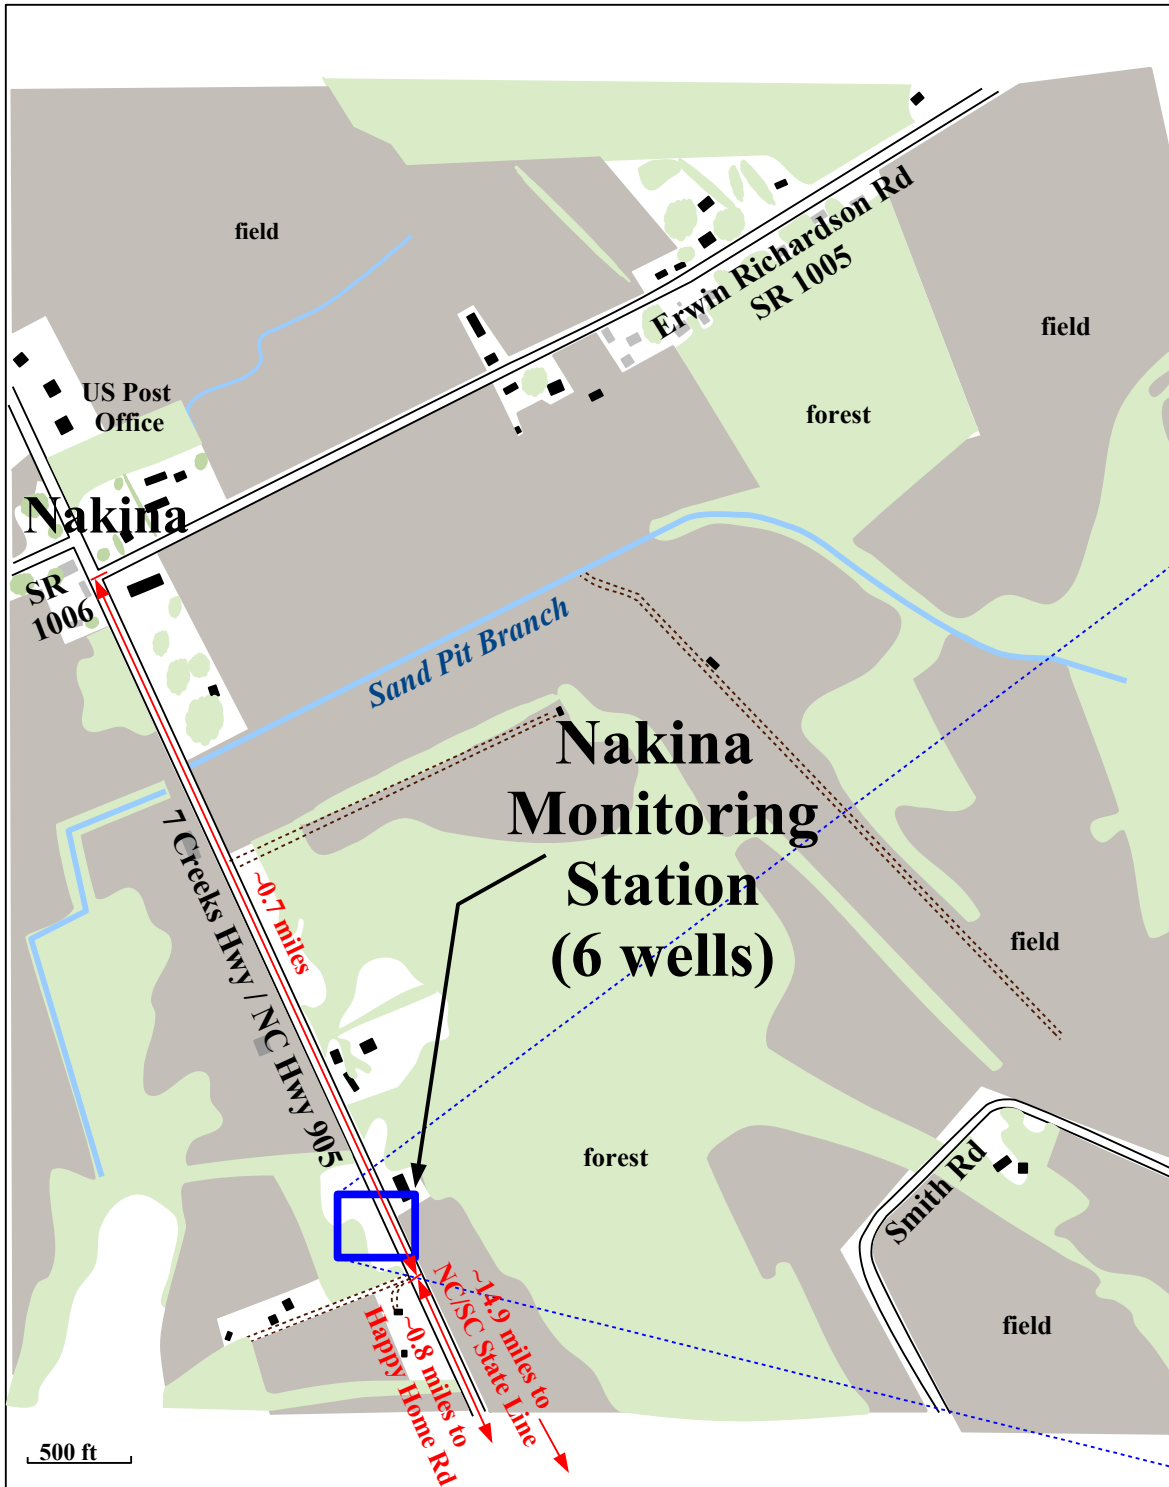 field
Erwin Richardson Rd
SR 1005
field
US Post
Office
forest
Nakina
SR
1006
Sand Pit Branch
Nakina
Monitoring
Station
(6 wells)
7 Creeks Hwy / NC Hwy 905
~0.7 miles
field
forest
Smith Rd
~14.9 miles to
NC/SC State Line
~0.8 miles to
Happy Home Rd
field
500 ft